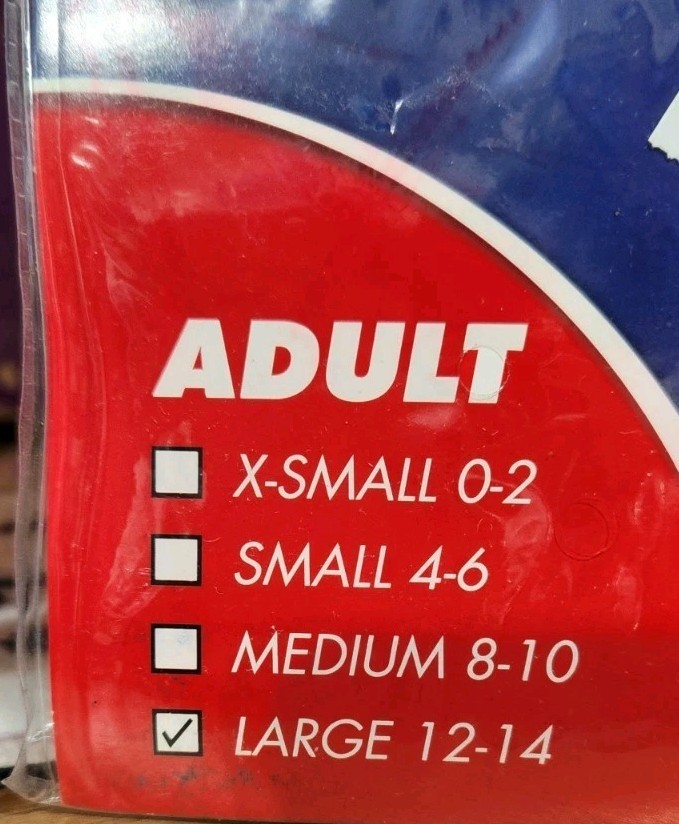 ADULT
X-SMALL 0-2
SMALL 4-6
MEDIUM 8-10
LARGE 12-14